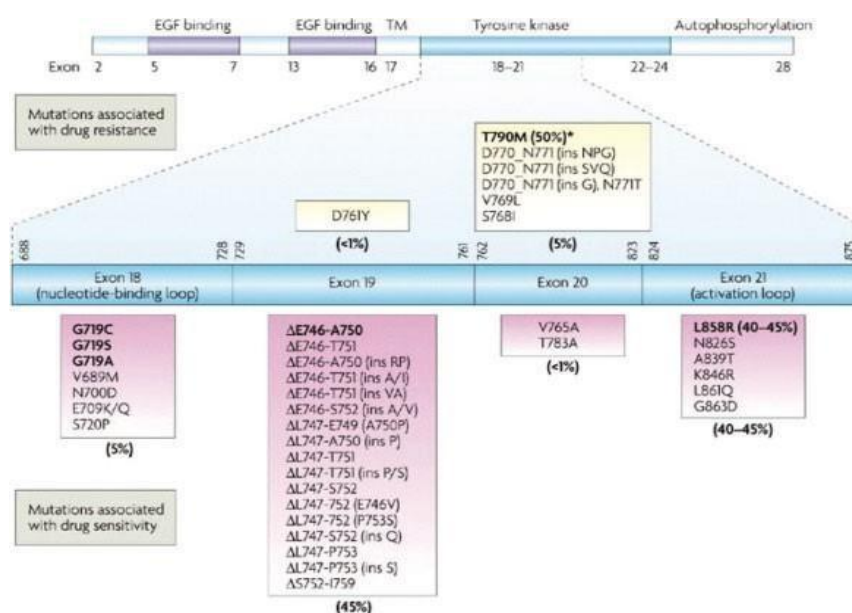 EGF binding EGF binding TM Tyrosine kinase Autophosphorylation
Exon 2 5 7 13 16 17 18–21 22–24 28
Mutations associated
with drug resistance
T790M (50%)*
D770_N771 (ins NPG)
D770_N771 (ins SVQ)
D770_N771 (ins G), N771T
V769L
S768I
(5%)
D761Y
(<1%)
688 728 729 761 762 823 824 875
Exon 18
(nucleotide-binding loop)
Exon 19
Exon 20
Exon 21
(activation loop)
G719C
G719S
G719A
V689M
N700D
E709K/Q
S720P
(5%)
ΔE746-A750
ΔE746-T751
ΔE746-A750 (ins RP)
ΔE746-T751 (ins A/I)
ΔE746-T751 (ins VA)
ΔE746-S752 (ins A/V)
ΔL747-E749 (A750P)
ΔL747-A750 (ins P)
ΔL747-T751
ΔL747-T751 (ins P/S)
ΔL747-S752
ΔL747-752 (E746V)
ΔL747-752 (P753S)
ΔL747-S752 (ins Q)
ΔL747-P753
ΔL747-P753 (ins S)
ΔS752-I759
(45%)
V765A
T783A
(<1%)
L858R (40–45%)
N826S
A839T
K846R
L861Q
G863D
(40–45%)
Mutations associated
with drug sensitivity